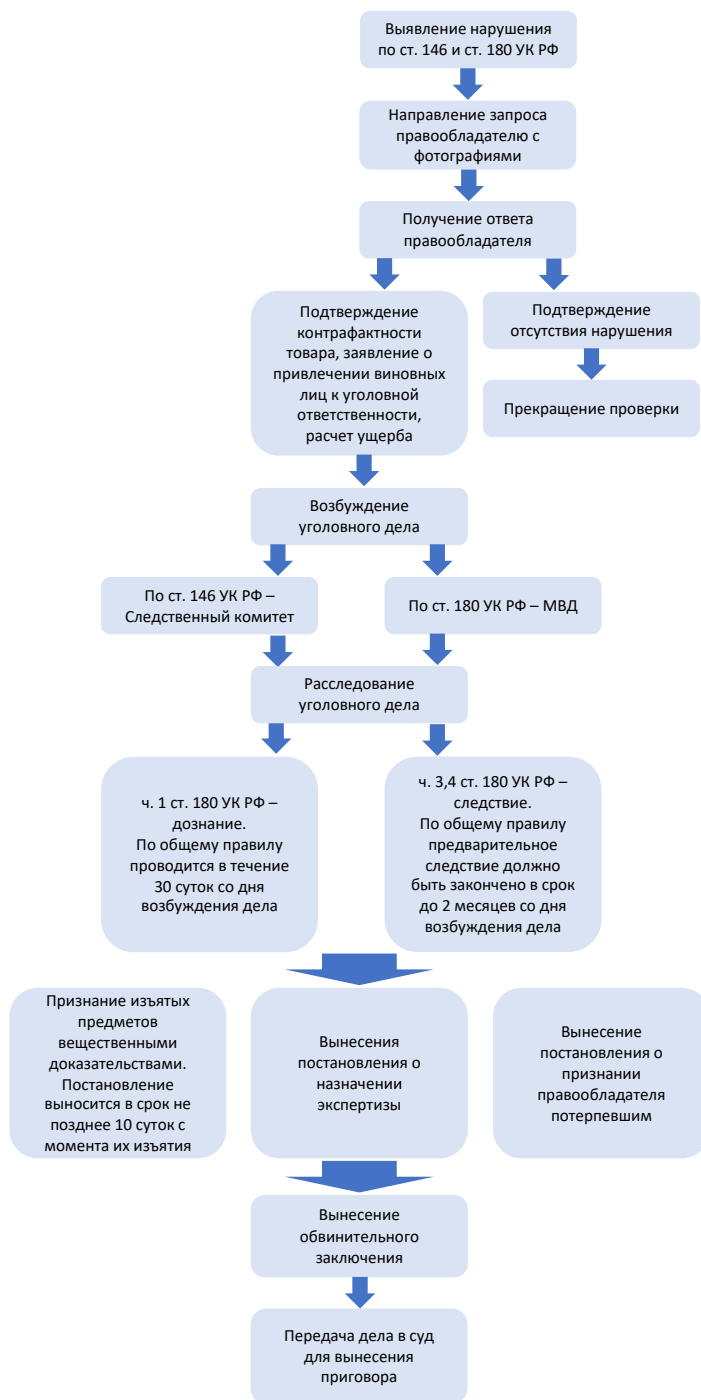 Выявление нарушения
по ст. 146 и ст. 180 УК РФ
Направление запроса
правообладателю с
фотографиями
Получение ответа
правообладателя
Подтверждение
контрафактности
товара, заявление о
привлечении виновных
лиц к уголовной
ответственности,
расчет ущерба
Подтверждение
отсутствия нарушения
Прекращение проверки
Возбуждение
уголовного дела
По ст. 146 УК РФ –
Следственный комитет
По ст. 180 УК РФ – МВД
Расследование
уголовного дела
ч. 1 ст. 180 УК РФ –
дознание.
По общему правилу
проводится в течение
30 суток со дня
возбуждения дела
ч. 3,4 ст. 180 УК РФ –
следствие.
По общему правилу
предварительное
следствие должно
быть закончено в срок
до 2 месяцев со дня
возбуждения дела
Признание изъятых
предметов
вещественными
доказательствами.
Постановление
выносится в срок не
позднее 10 суток с
момента их изъятия
Вынесения
постановления о
назначении
экспертизы
Вынесение
постановления о
признании
правообладателя
потерпевшим
Вынесение
обвинительного
заключения
Передача дела в суд
для вынесения
приговора